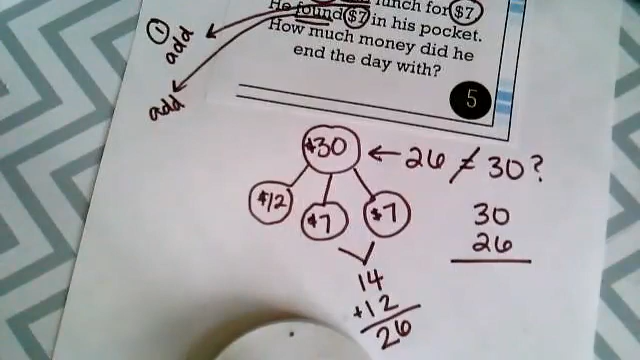 lunch for $7
He found $7 in his pocket.
How much money did he
end the day with?
5
1
add
add
$30 ← 26 ≠ 30?
$12 $7 $7
30
26
14
+12
26